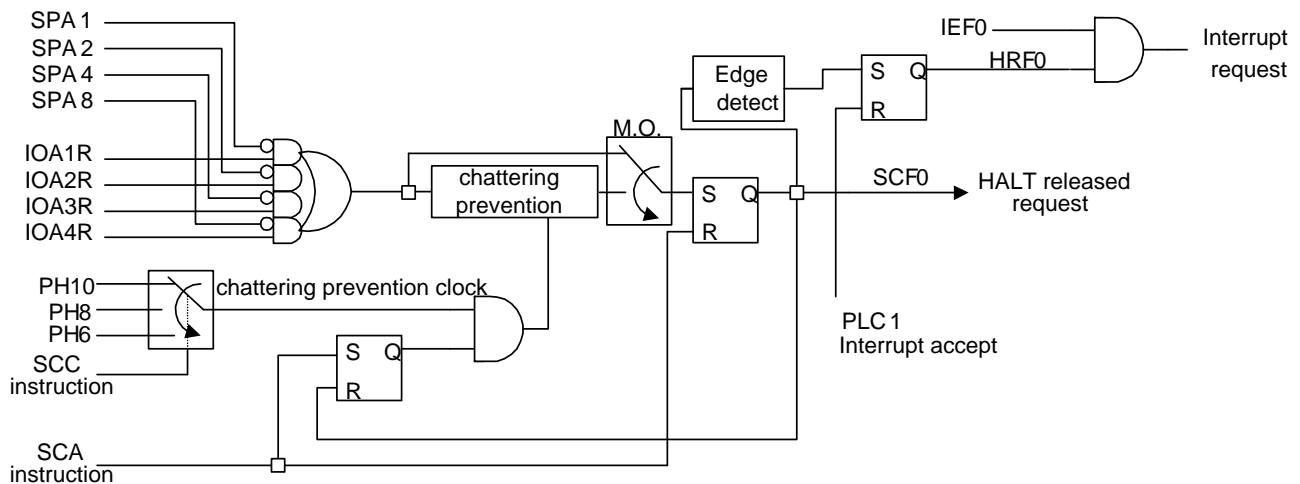 SPA 1
SPA 2
SPA 4
SPA 8
IOA1R
IOA2R
IOA3R
IOA4R
PH10
PH8
PH6
SCC
instruction
SCA
instruction
chattering prevention clock
S Q
R
chattering
prevention
M.O.
S Q
R
Edge
detect
S Q
R
PLC 1
Interrupt accept
IEF0
HRF0
Interrupt
request
SCF0
HALT released
request